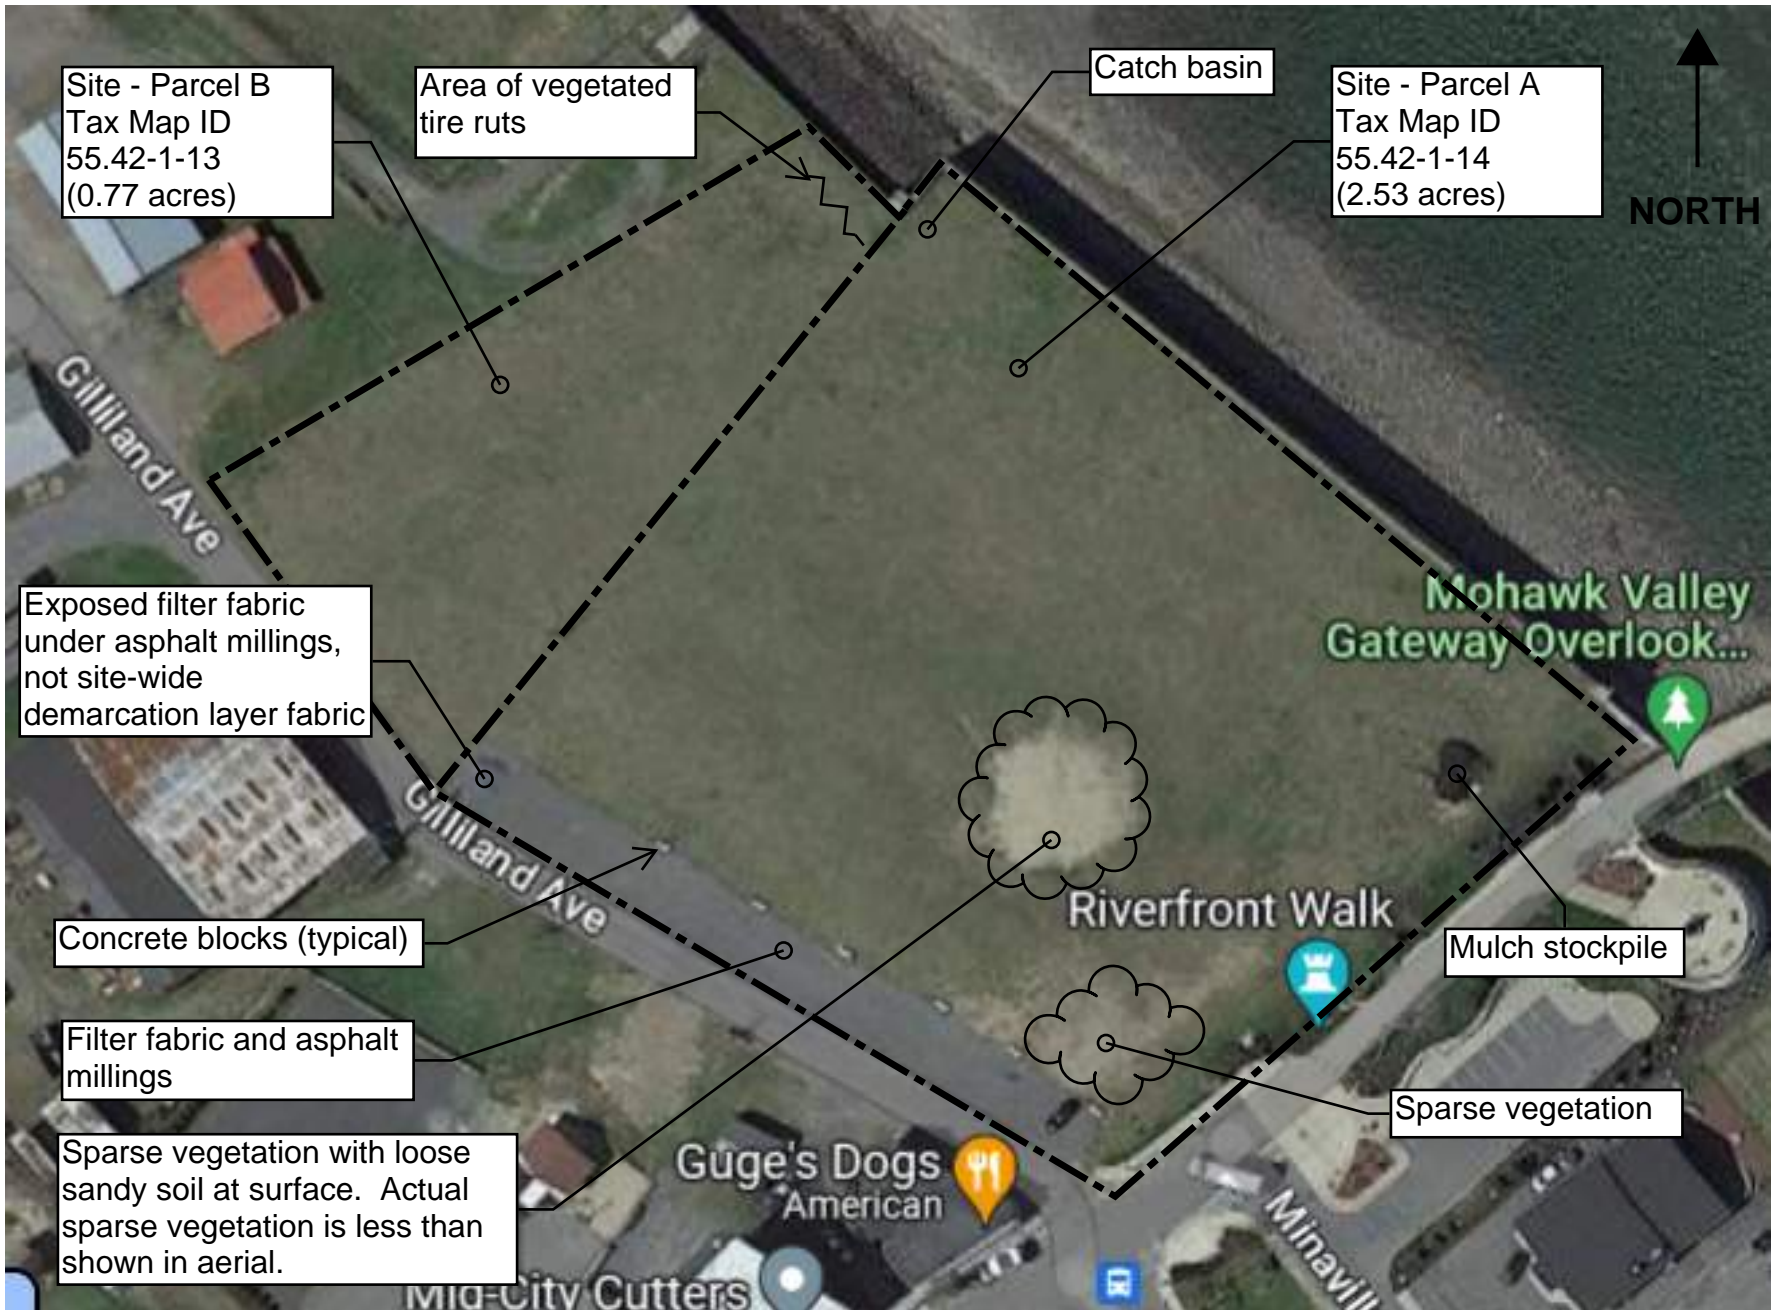 Site - Parcel B
Tax Map ID
55.42-1-13
(0.77 acres)
Area of vegetated
tire ruts
Catch basin
Site - Parcel A
Tax Map ID
55.42-1-14
(2.53 acres)
NORTH
Gilliland Ave
Exposed filter fabric
under asphalt millings,
not site-wide
demarcation layer fabric
Mohawk Valley
Gateway Overlook...
Gilliland Ave
Riverfront Walk
Concrete blocks (typical)
Mulch stockpile
Filter fabric and asphalt
millings
Sparse vegetation
Sparse vegetation with loose
sandy soil at surface. Actual
sparse vegetation is less than
shown in aerial.
Guge's Dogs
American
Minavill
Mid-City Cutters